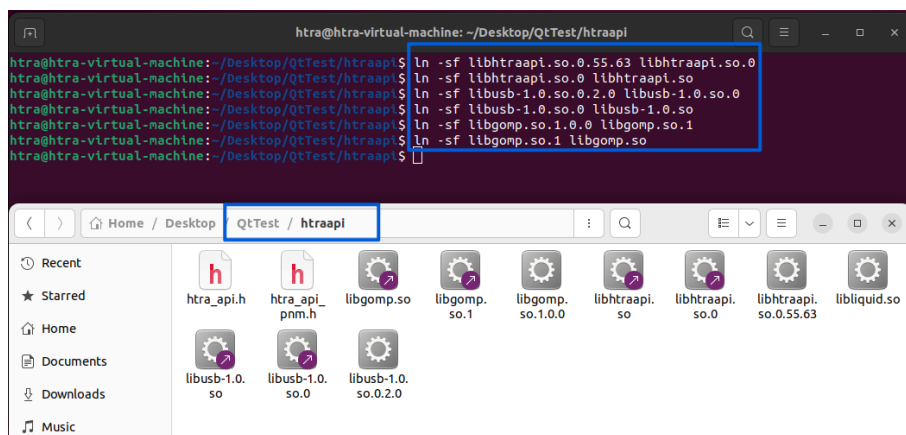 htra@htra-virtual-machine: ~/Desktop/QtTest/htraapi
htra@htra-virtual-machine:~/Desktop/QtTest/htraapi$ ln -sf libhtraapi.so.0.55.63 libhtraapi.so.0
htra@htra-virtual-machine:~/Desktop/QtTest/htraapi$ ln -sf libhtraapi.so.0 libhtraapi.so
htra@htra-virtual-machine:~/Desktop/QtTest/htraapi$ ln -sf libusb-1.0.so.0.2.0 libusb-1.0.so.0
htra@htra-virtual-machine:~/Desktop/QtTest/htraapi$ ln -sf libusb-1.0.so.0 libusb-1.0.so
htra@htra-virtual-machine:~/Desktop/QtTest/htraapi$ ln -sf libgomp.so.1.0.0 libgomp.so.1
htra@htra-virtual-machine:~/Desktop/QtTest/htraapi$ ln -sf libgomp.so.1 libgomp.so
htra@htra-virtual-machine:~/Desktop/QtTest/htraapi$
Home / Desktop / QtTest / htraapi
Recent
Starred
Home
Documents
Downloads
Music
h h
htra_api.h htra_api_ libgomp.so libgomp. libgomp. libhtraapi. libhtraapi. libhtraapi. libliquid.so
pnm.h so.1 so.1.0.0 so so.0 so.0.55.63
libusb-1.0. libusb-1.0. libusb-1.0.
so so.0 so.0.2.0